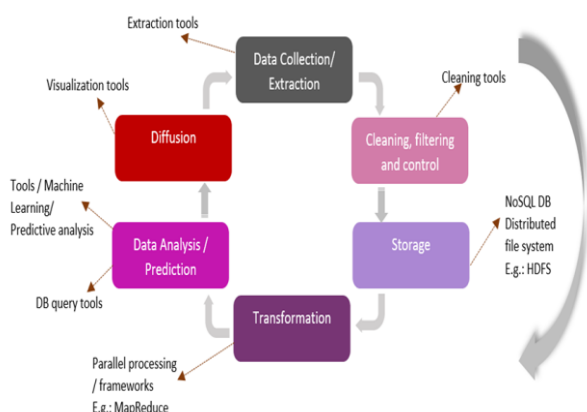 Extraction tools
Data Collection/
Extraction
Cleaning tools
Visualization tools
Diffusion
Cleaning, filtering
and control
Tools / Machine
Learning/
Predictive analysis
Data Analysis /
Prediction
Storage
NoSQL DB
Distributed
file system
E.g.: HDFS
DB query tools
Transformation
Parallel processing
/ frameworks
E.g.: MapReduce